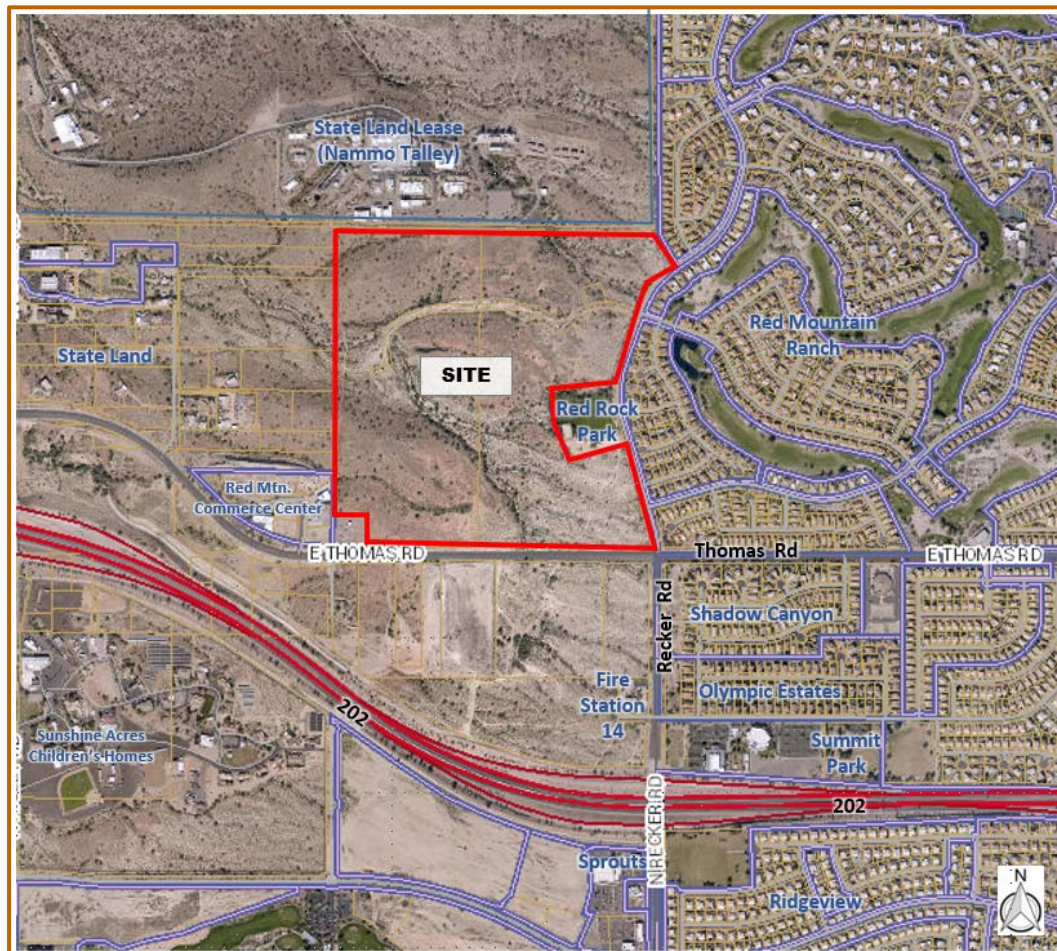 State Land Lease
(Nammo Talley)
State Land
SITE
Red Mountain
Ranch
Red Rock
Park
Red Mtn.
Commerce Center
E THOMAS RD
Thomas Rd
E THOMAS RD
Recker Rd
Shadow Canyon
Olympic Estates
Fire
Station
14
Summit
Park
202
Sunshine Acres
Children's Homes
N RECKER RD
202
Sprouts
Ridgeview
N